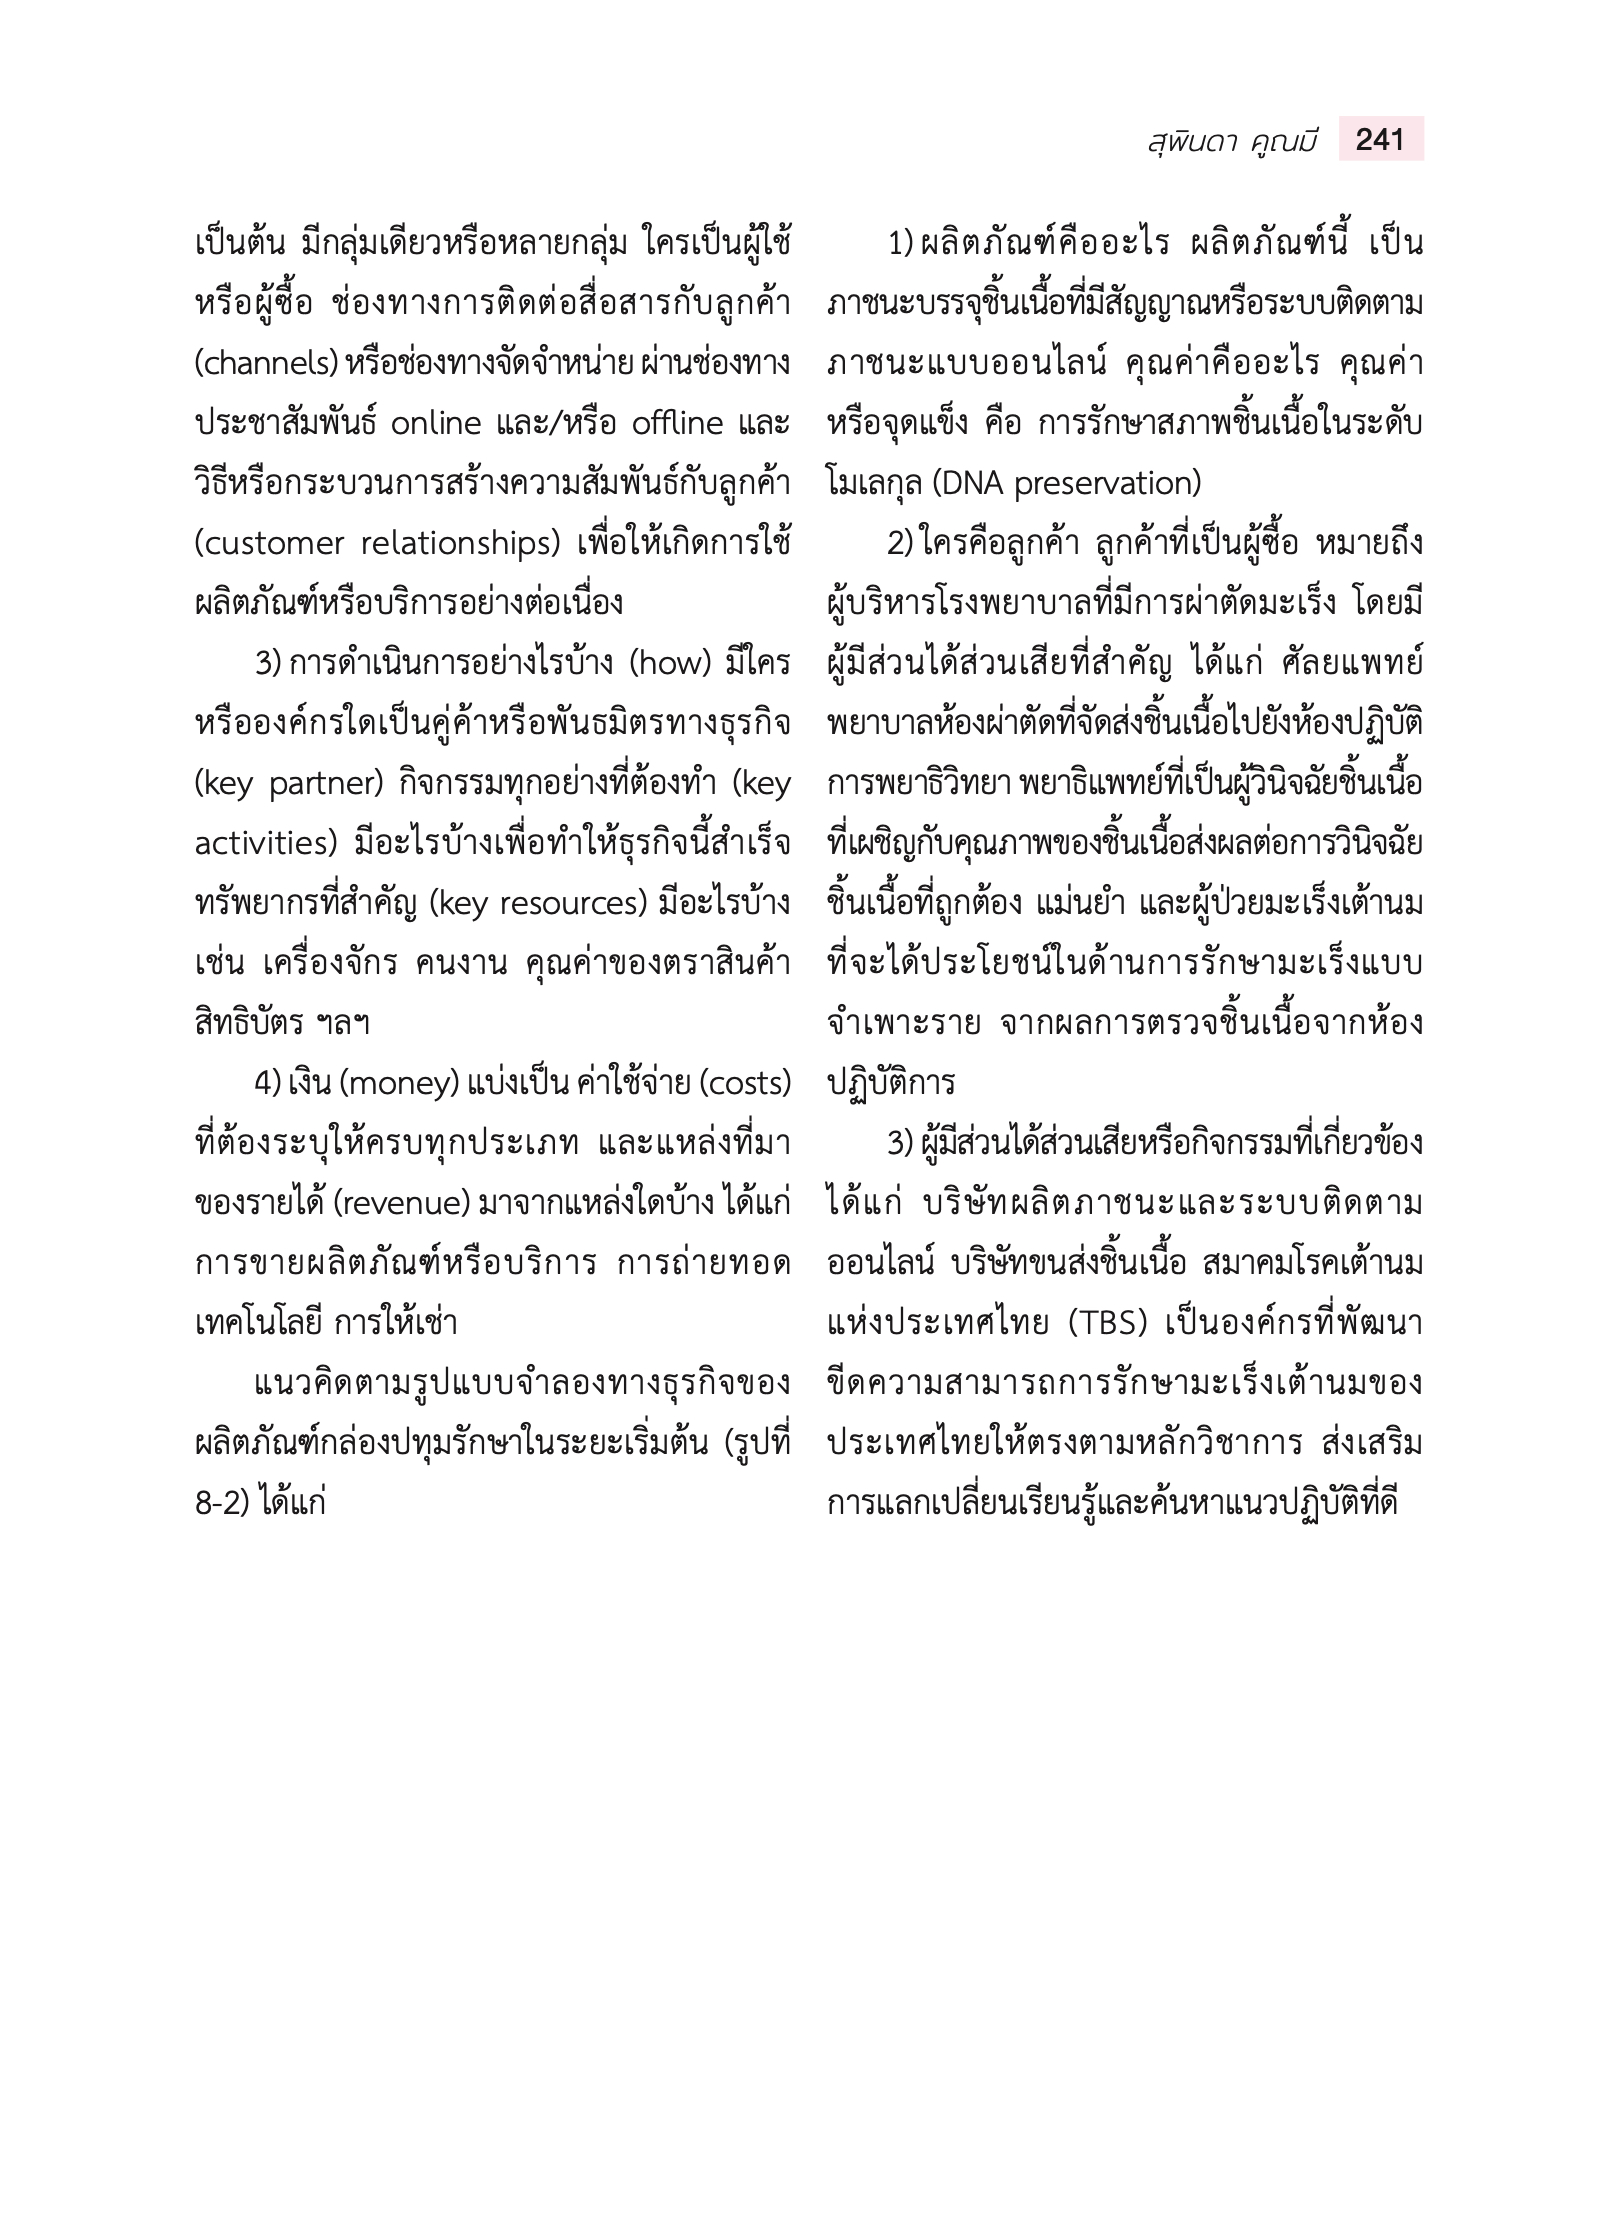 สุพินดา คูณมี 241
เป็นต้น มีกลุ่มเดียวหรือหลายกลุ่ม ใครเป็นผู้ใช้
หรือผู้ซื้อ ช่องทางการติดต่อสื่อสารกับลูกค้า
(channels) หรือช่องทางจัดจำหน่าย ผ่านช่องทาง
ประชาสัมพันธ์ online และ/หรือ offline และ
วิธีหรือกระบวนการสร้างความสัมพันธ์กับลูกค้า
(customer relationships) เพื่อให้เกิดการใช้
ผลิตภัณฑ์หรือบริการอย่างต่อเนื่อง
3) การดำเนินการอย่างไรบ้าง (how) มีใคร
หรือองค์กรใดเป็นคู่ค้าหรือพันธมิตรทางธุรกิจ
(key partner) กิจกรรมทุกอย่างที่ต้องทำ (key
activities) มีอะไรบ้างเพื่อทำให้ธุรกิจนี้สำเร็จ
ทรัพยากรที่สำคัญ (key resources) มีอะไรบ้าง
เช่น เครื่องจักร คนงาน คุณค่าของตราสินค้า
สิทธิบัตร ฯลฯ
4) เงิน (money) แบ่งเป็น ค่าใช้จ่าย (costs)
ที่ต้องระบุให้ครบทุกประเภท และแหล่งที่มา
ของรายได้ (revenue) มาจากแหล่งใดบ้าง ได้แก่
การขายผลิตภัณฑ์หรือบริการ การถ่ายทอด
เทคโนโลยี การให้เช่า
แนวคิดตามรูปแบบจำลองทางธุรกิจของ
ผลิตภัณฑ์กล่องปทุมรักษาในระยะเริ่มต้น (รูปที่
8-2) ได้แก่
1) ผลิตภัณฑ์คืออะไร ผลิตภัณฑ์นี้ เป็น
ภาชนะบรรจุชิ้นเนื้อที่มีสัญญาณหรือระบบติดตาม
ภาชนะแบบออนไลน์ คุณค่าคืออะไร คุณค่า
หรือจุดแข็ง คือ การรักษาสภาพชิ้นเนื้อในระดับ
โมเลกุล (DNA preservation)
2) ใครคือลูกค้า ลูกค้าที่เป็นผู้ซื้อ หมายถึง
ผู้บริหารโรงพยาบาลที่มีการผ่าตัดมะเร็ง โดยมี
ผู้มีส่วนได้ส่วนเสียที่สำคัญ ได้แก่ ศัลยแพทย์
พยาบาลห้องผ่าตัดที่จัดส่งชิ้นเนื้อไปยังห้องปฏิบัติ
การพยาธิวิทยา พยาธิแพทย์ที่เป็นผู้วินิจฉัยชิ้นเนื้อ
ที่เผชิญกับคุณภาพของชิ้นเนื้อส่งผลต่อการวินิจฉัย
ชิ้นเนื้อที่ถูกต้อง แม่นยำ และผู้ป่วยมะเร็งเต้านม
ที่จะได้ประโยชน์ในด้านการรักษามะเร็งแบบ
จำเพาะราย จากผลการตรวจชิ้นเนื้อจากห้อง
ปฏิบัติการ
3) ผู้มีส่วนได้ส่วนเสียหรือกิจกรรมที่เกี่ยวข้อง
ได้แก่ บริษัทผลิตภาชนะและระบบติดตาม
ออนไลน์ บริษัทขนส่งชิ้นเนื้อ สมาคมโรคเต้านม
แห่งประเทศไทย (TBS) เป็นองค์กรที่พัฒนา
ขีดความสามารถการรักษามะเร็งเต้านมของ
ประเทศไทยให้ตรงตามหลักวิชาการ ส่งเสริม
การแลกเปลี่ยนเรียนรู้และค้นหาแนวปฏิบัติที่ดี